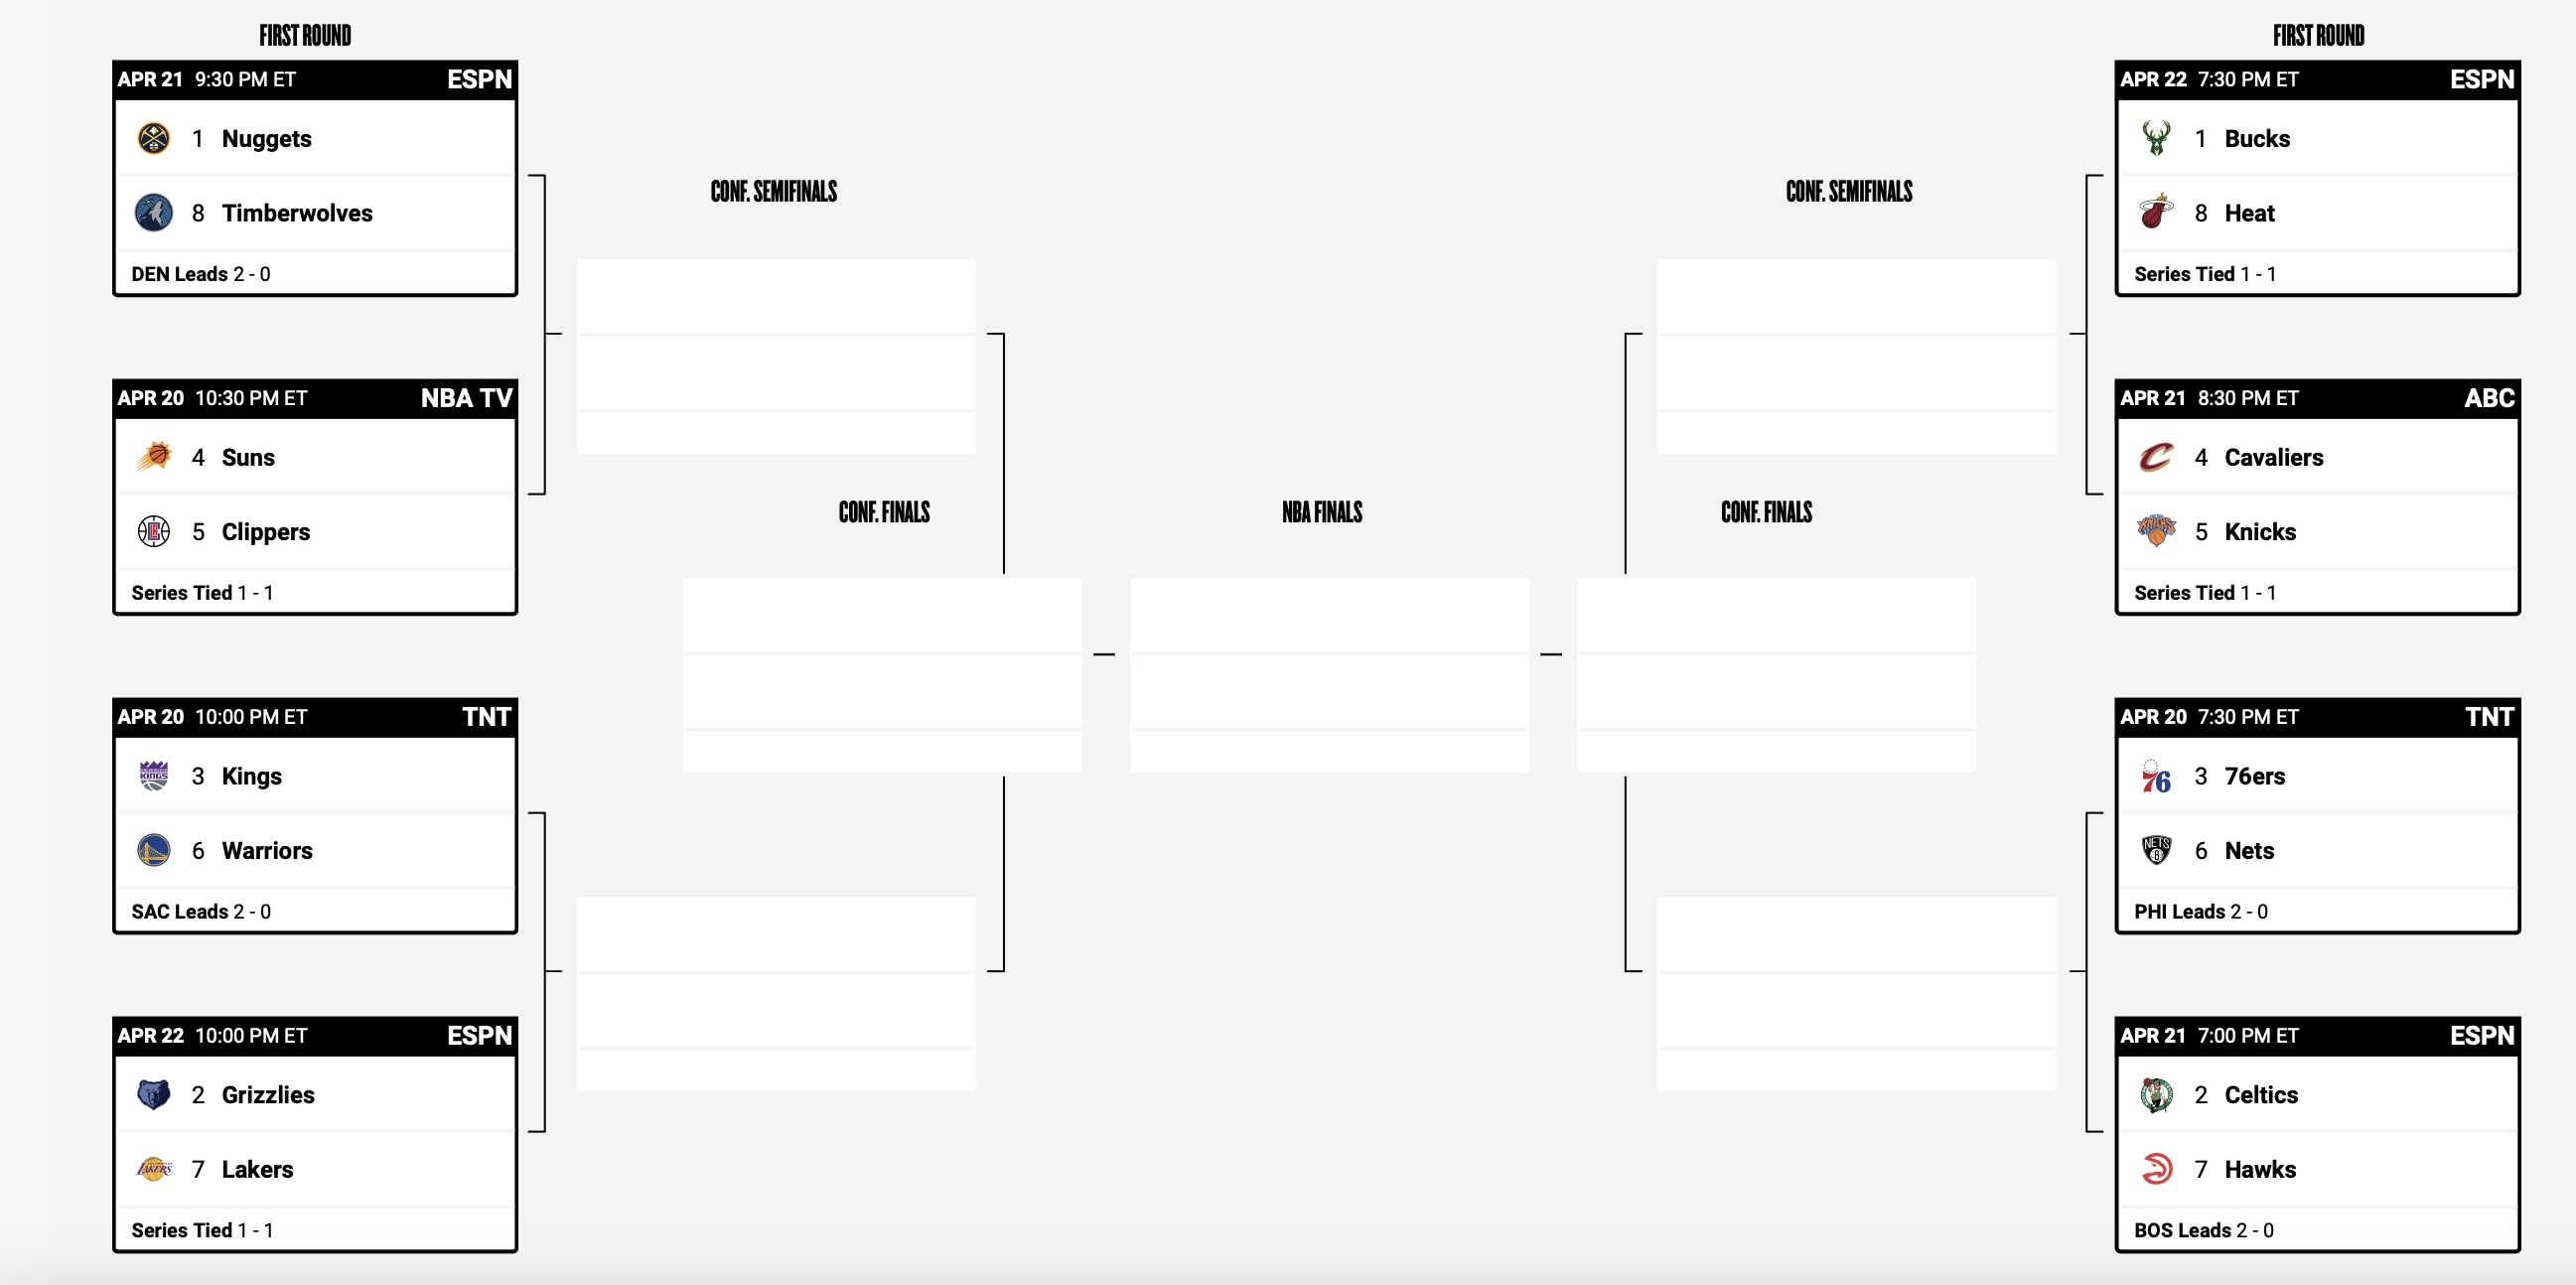 FIRST ROUND
APR 21 9:30 PM ET ESPN
1 Nuggets
8 Timberwolves
DEN Leads 2 - 0
APR 20 10:30 PM ET NBA TV
4 Suns
5 Clippers
Series Tied 1 - 1
APR 20 10:00 PM ET TNT
KINGS
3 Kings
6 Warriors
SAC Leads 2 - 0
APR 22 10:00 PM ET ESPN
2 Grizzlies
LAKERS
7 Lakers
Series Tied 1 - 1
CONF. SEMIFINALS
CONF. FINALS
NBA FINALS
CONF. SEMIFINALS
CONF. FINALS
FIRST ROUND
APR 22 7:30 PM ET ESPN
1 Bucks
8 Heat
Series Tied 1 - 1
APR 21 8:30 PM ET ABC
4 Cavaliers
KNICKS
5 Knicks
Series Tied 1 - 1
APR 20 7:30 PM ET TNT
76
3 76ers
NETS
B
6 Nets
PHI Leads 2 - 0
APR 21 7:00 PM ET ESPN
2 Celtics
7 Hawks
BOS Leads 2 - 0